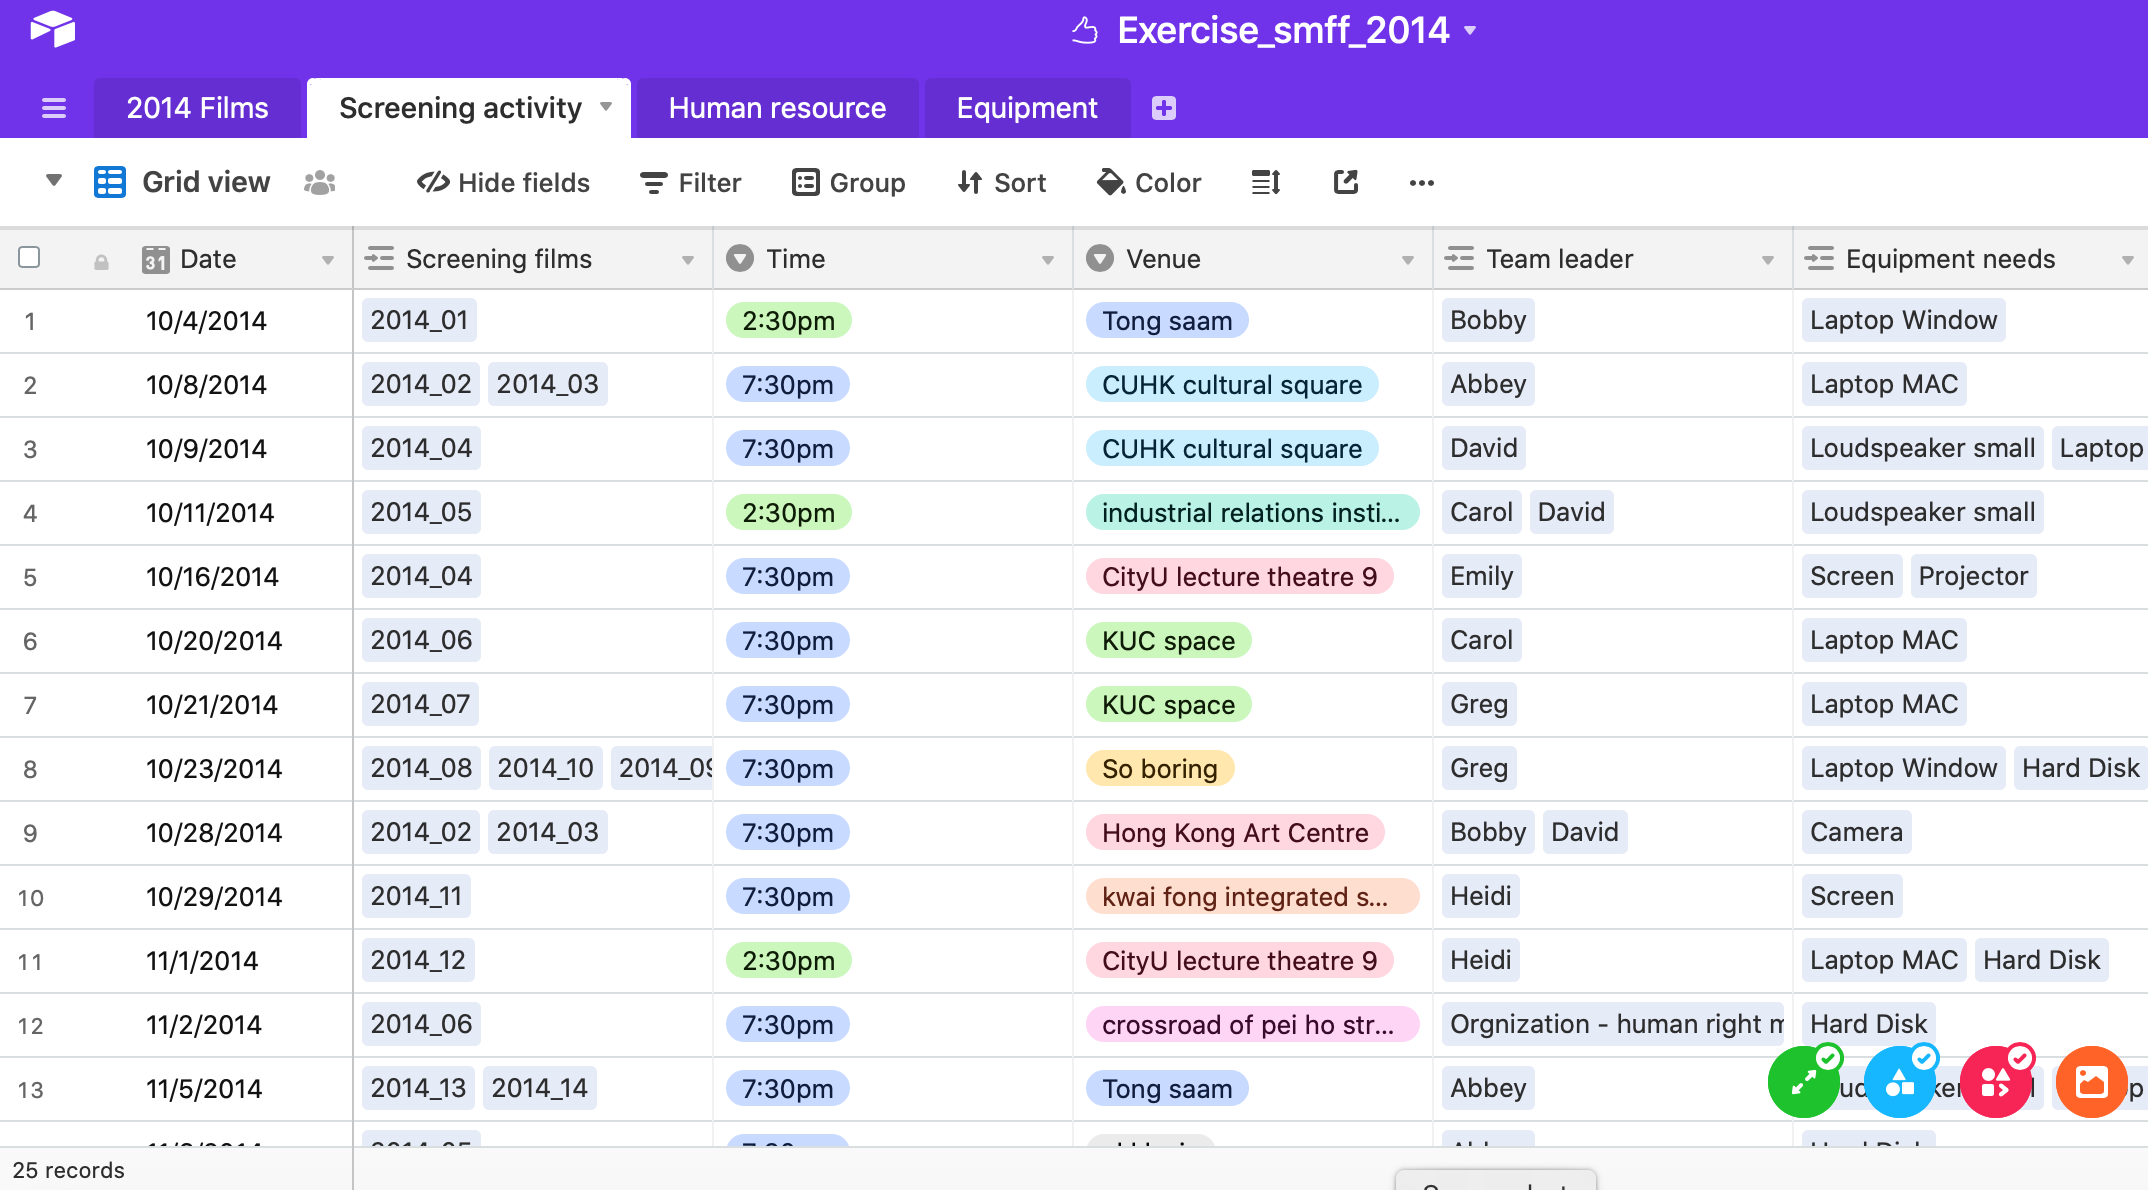 Exercise_smff_2014
2014 Films Screening activity Human resource Equipment
Grid view Hide fields Filter Group Sort Color
31 Date Screening films Time Venue Team leader Equipment needs
1 10/4/2014 2014_01 2:30pm Tong saam Bobby Laptop Window
2 10/8/2014 2014_02 2014_03 7:30pm CUHK cultural square Abbey Laptop MAC
3 10/9/2014 2014_04 7:30pm CUHK cultural square David Loudspeaker small Laptop
4 10/11/2014 2014_05 2:30pm industrial relations insti... Carol David Loudspeaker small
5 10/16/2014 2014_04 7:30pm CityU lecture theatre 9 Emily Screen Projector
6 10/20/2014 2014_06 7:30pm KUC space Carol Laptop MAC
7 10/21/2014 2014_07 7:30pm KUC space Greg Laptop MAC
8 10/23/2014 2014_08 2014_10 2014_09 7:30pm So boring Greg Laptop Window Hard Disk
9 10/28/2014 2014_02 2014_03 7:30pm Hong Kong Art Centre Bobby David Camera
10 10/29/2014 2014_11 7:30pm kwai fong integrated s... Heidi Screen
11 11/1/2014 2014_12 2:30pm CityU lecture theatre 9 Heidi Laptop MAC Hard Disk
12 11/2/2014 2014_06 7:30pm crossroad of pei ho str... Orgnization - human right m Hard Disk
13 11/5/2014 2014_13 2014_14 7:30pm Tong saam Abbey
25 records